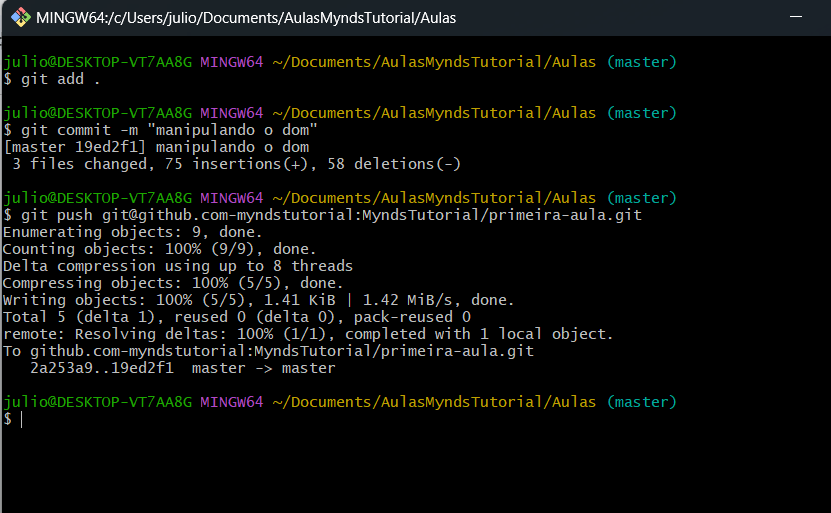 MINGW64:/c/Users/julio/Documents/AulasMyndsTutorial/Aulas
julio@DESKTOP-VT7AA8G MINGW64 ~/Documents/AulasMyndsTutorial/Aulas (master)
$ git add .
julio@DESKTOP-VT7AA8G MINGW64 ~/Documents/AulasMyndsTutorial/Aulas (master)
$ git commit -m "manipulando o dom"
[master 19ed2f1] manipulando o dom
 3 files changed, 75 insertions(+), 58 deletions(-)
julio@DESKTOP-VT7AA8G MINGW64 ~/Documents/AulasMyndsTutorial/Aulas (master)
$ git push git@github.com-myndstutorial:MyndsTutorial/primeira-aula.git
Enumerating objects: 9, done.
Counting objects: 100% (9/9), done.
Delta compression using up to 8 threads
Compressing objects: 100% (5/5), done.
Writing objects: 100% (5/5), 1.41 KiB | 1.42 MiB/s, done.
Total 5 (delta 1), reused 0 (delta 0), pack-reused 0
remote: Resolving deltas: 100% (1/1), completed with 1 local object.
To github.com-myndstutorial:MyndsTutorial/primeira-aula.git
   2a253a9..19ed2f1  master -> master
julio@DESKTOP-VT7AA8G MINGW64 ~/Documents/AulasMyndsTutorial/Aulas (master)
$